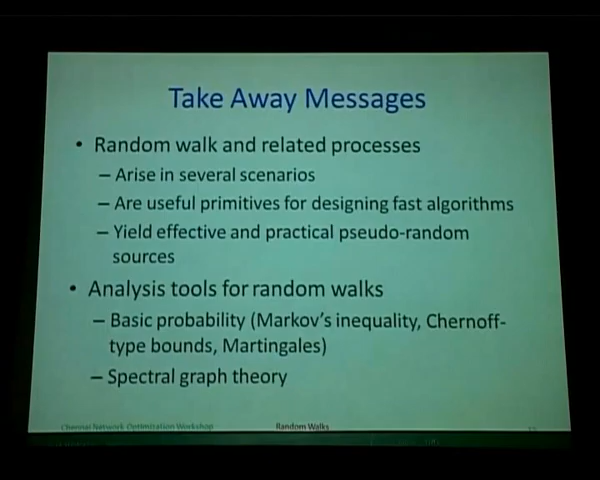 Take Away Messages
• Random walk and related processes
– Arise in several scenarios
– Are useful primitives for designing fast algorithms
– Yield effective and practical pseudo-random
sources
• Analysis tools for random walks
– Basic probability (Markov's inequality, Chernoff-
type bounds, Martingales)
– Spectral graph theory
Chennai Network Optimization Workshop
Random Walks